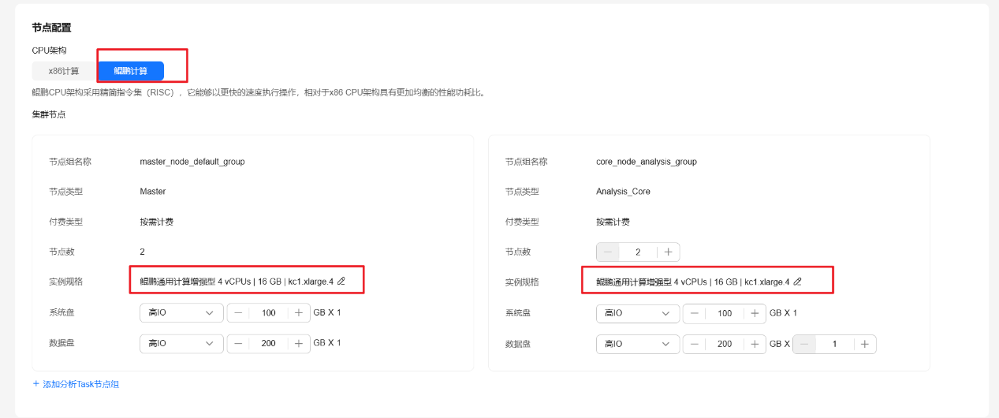 节点配置
CPU架构
x86计算 鲲鹏计算
鲲鹏CPU架构采用精简指令集（RISC），它能够以更快的速度执行操作，相对于x86 CPU架构具有更加均衡的性能功耗比。
集群节点
节点组名称 master_node_default_group
节点类型 Master
付费类型 按需计费
节点数 2
实例规格 鲲鹏通用计算增强型 4 vCPUs | 16 GB | kc1.xlarge.4
系统盘 高IO 100 GB X 1
数据盘 高IO 200 GB X 1
节点组名称 core_node_analysis_group
节点类型 Analysis_Core
付费类型 按需计费
节点数 — 2 +
实例规格 鲲鹏通用计算增强型 4 vCPUs | 16 GB | kc1.xlarge.4
系统盘 高IO — 100 + GB X 1
数据盘 高IO — 200 + GB X — 1 +
+ 添加分析Task节点组